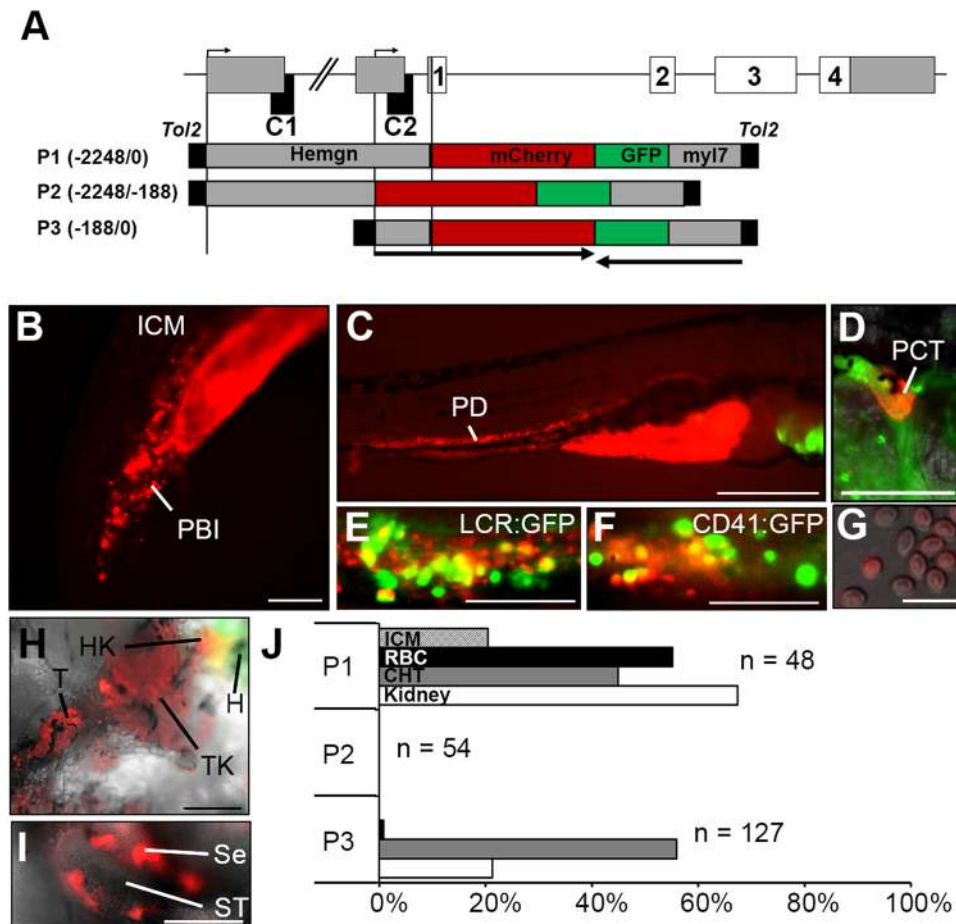 A
1 2 3 4
C1 C2
Tol2 Tol2
P1 (-2248/0) Hemgn mCherry GFP myl7
P2 (-2248/-188)
P3 (-188/0)
B ICM PBI
C PD
D PCT
E LCR:GFP
F CD41:GFP
G
H HK T H TK
I Se ST
J
P1 ICM RBC CHT Kidney n = 48
P2 n = 54
P3 n = 127
0% 20% 40% 60% 80% 100%